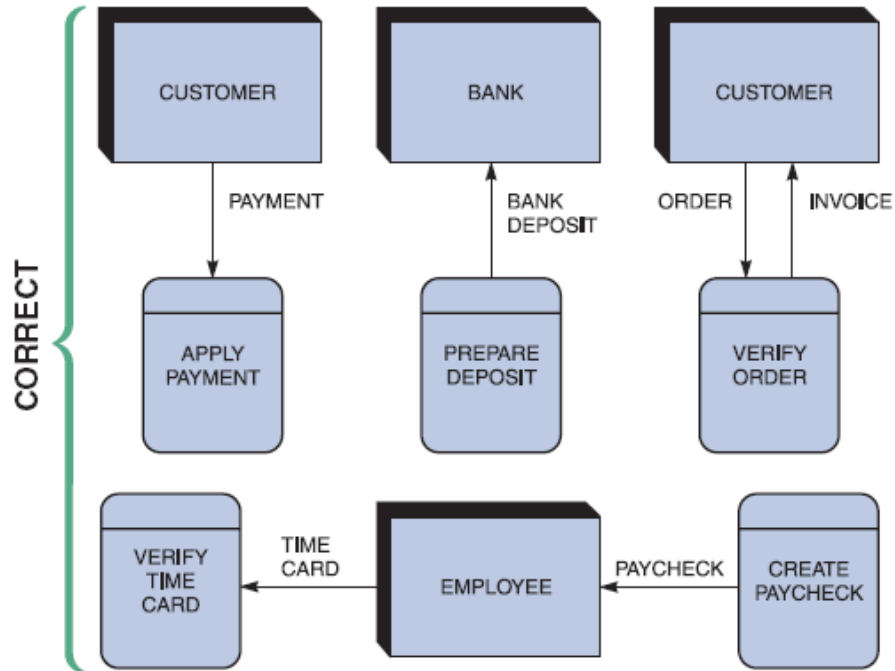 CORRECT
CUSTOMER
BANK
CUSTOMER
PAYMENT
BANK
DEPOSIT
ORDER
INVOICE
APPLY
PAYMENT
PREPARE
DEPOSIT
VERIFY
ORDER
VERIFY
TIME
CARD
TIME
CARD
EMPLOYEE
PAYCHECK
CREATE
PAYCHECK